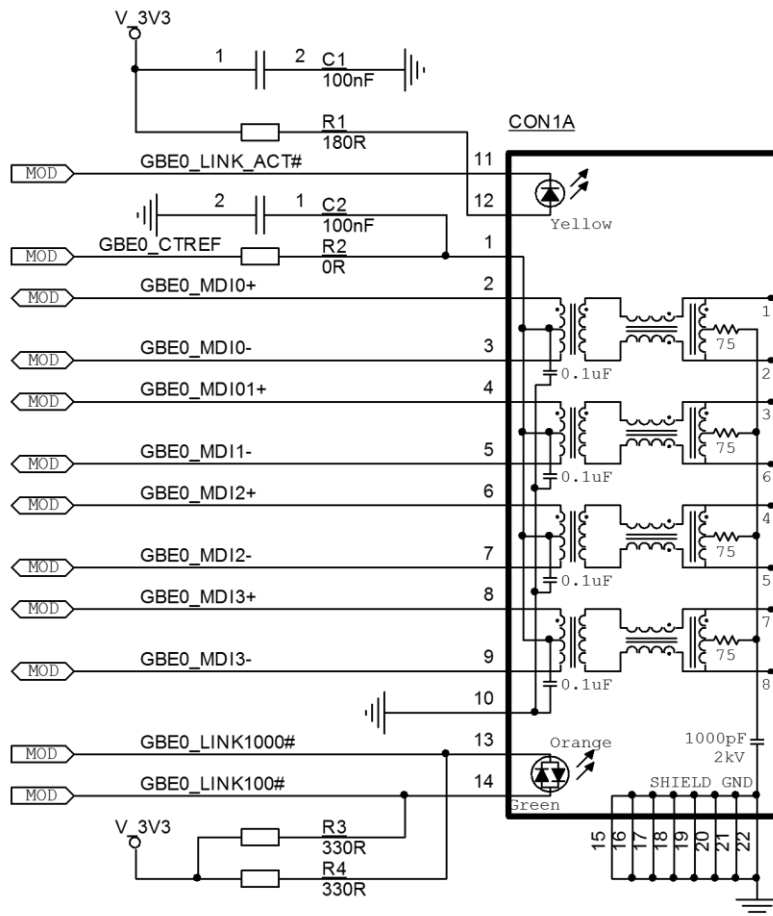 V_3V3
1 2 C1
100nF
R1
180R
CON1A
MOD GBE0_LINK_ACT# 11
12
Yellow
2 1 C2
100nF
MOD GBE0_CTREF 1
R2
0R
MOD GBE0_MDI0+ 2
1
75
MOD GBE0_MDI0- 3
0.1uF 2
MOD GBE0_MDI01+ 4
3
75
MOD GBE0_MDI1- 5
0.1uF 6
MOD GBE0_MDI2+ 6
4
75
MOD GBE0_MDI2- 7
0.1uF 5
MOD GBE0_MDI3+ 8
7
75
MOD GBE0_MDI3- 9
0.1uF 8
10
MOD GBE0_LINK1000# 13
Orange
1000pF
2kV
MOD GBE0_LINK100# 14
Green
SHIELD GND
V_3V3
R3
330R
R4
330R
15 16 17 18 19 20 21 22